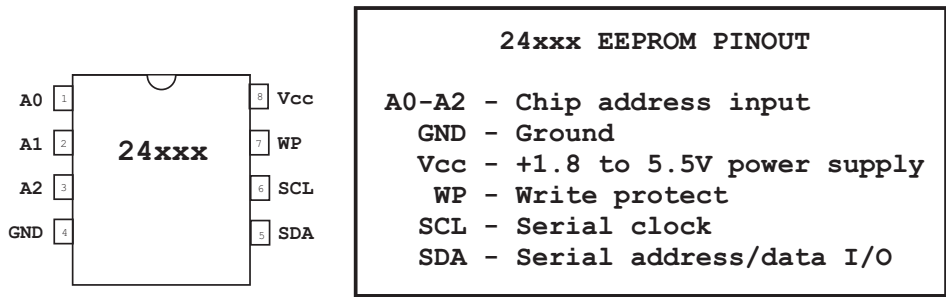 A0 1
A1 2
A2 3
GND 4
24xxx
8 Vcc
7 WP
6 SCL
5 SDA
24xxx EEPROM PINOUT
A0-A2 - Chip address input
GND - Ground
Vcc - +1.8 to 5.5V power supply
WP - Write protect
SCL - Serial clock
SDA - Serial address/data I/O